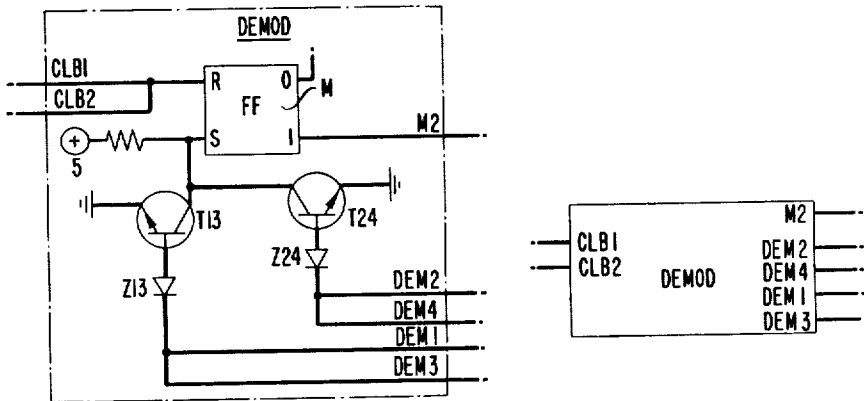 DEMOD
CLB1
CLB2
R
O
M
FF
S
1
M2
+
5
T13
T24
Z13
Z24
DEM2
DEM4
DEM1
DEM3
M2
CLB1
CLB2
DEM2
DEM4
DEMOD
DEM1
DEM3